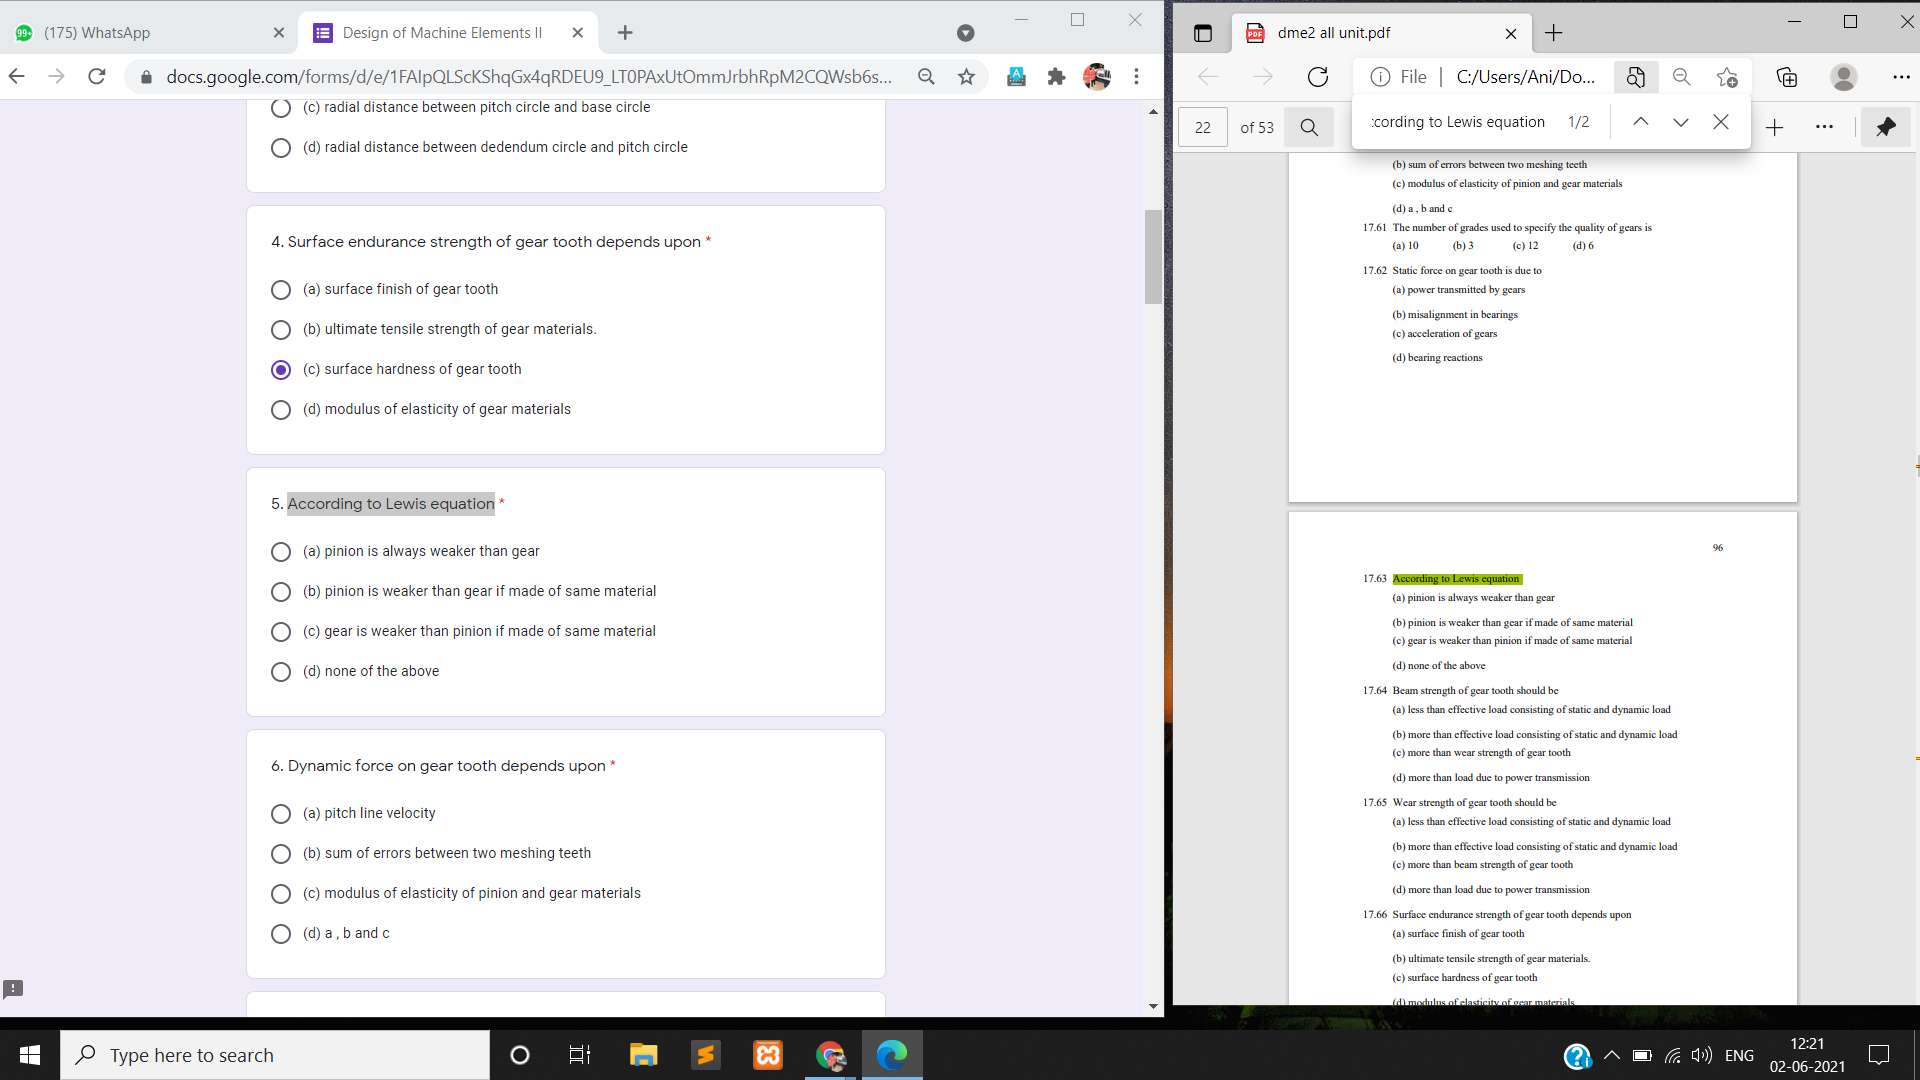 (175) WhatsApp
Design of Machine Elements II
docs.google.com/forms/d/e/1FAIpQLScKShqGx4qRDEU9_LT0PAxUtOmmJrbhRpM2CQWsb6s...
(c) radial distance between pitch circle and base circle
(d) radial distance between dedendum circle and pitch circle
4. Surface endurance strength of gear tooth depends upon *
(a) surface finish of gear tooth
(b) ultimate tensile strength of gear materials.
(c) surface hardness of gear tooth
(d) modulus of elasticity of gear materials
5. According to Lewis equation *
(a) pinion is always weaker than gear
(b) pinion is weaker than gear if made of same material
(c) gear is weaker than pinion if made of same material
(d) none of the above
6. Dynamic force on gear tooth depends upon *
(a) pitch line velocity
(b) sum of errors between two meshing teeth
(c) modulus of elasticity of pinion and gear materials
(d) a , b and c
dme2 all unit.pdf
File
C:/Users/Ani/Do...
22
of 53
cording to Lewis equation
1/2
(b) sum of errors between two meshing teeth
(c) modulus of elasticity of pinion and gear materials
(d) a , b and c
17.61 The number of grades used to specify the quality of gears is
(a) 10 (b) 3 (c) 12 (d) 6
17.62 Static force on gear tooth is due to
(a) power transmitted by gears
(b) misalignment in bearings
(c) acceleration of gears
(d) bearing reactions
96
17.63 According to Lewis equation
(a) pinion is always weaker than gear
(b) pinion is weaker than gear if made of same material
(c) gear is weaker than pinion if made of same material
(d) none of the above
17.64 Beam strength of gear tooth should be
(a) less than effective load consisting of static and dynamic load
(b) more than effective load consisting of static and dynamic load
(c) more than wear strength of gear tooth
(d) more than load due to power transmission
17.65 Wear strength of gear tooth should be
(a) less than effective load consisting of static and dynamic load
(b) more than effective load consisting of static and dynamic load
(c) more than beam strength of gear tooth
(d) more than load due to power transmission
17.66 Surface endurance strength of gear tooth depends upon
(a) surface finish of gear tooth
(b) ultimate tensile strength of gear materials.
(c) surface hardness of gear tooth
(d) modulus of elasticity of gear materials
Type here to search
ENG
12:21
02-06-2021